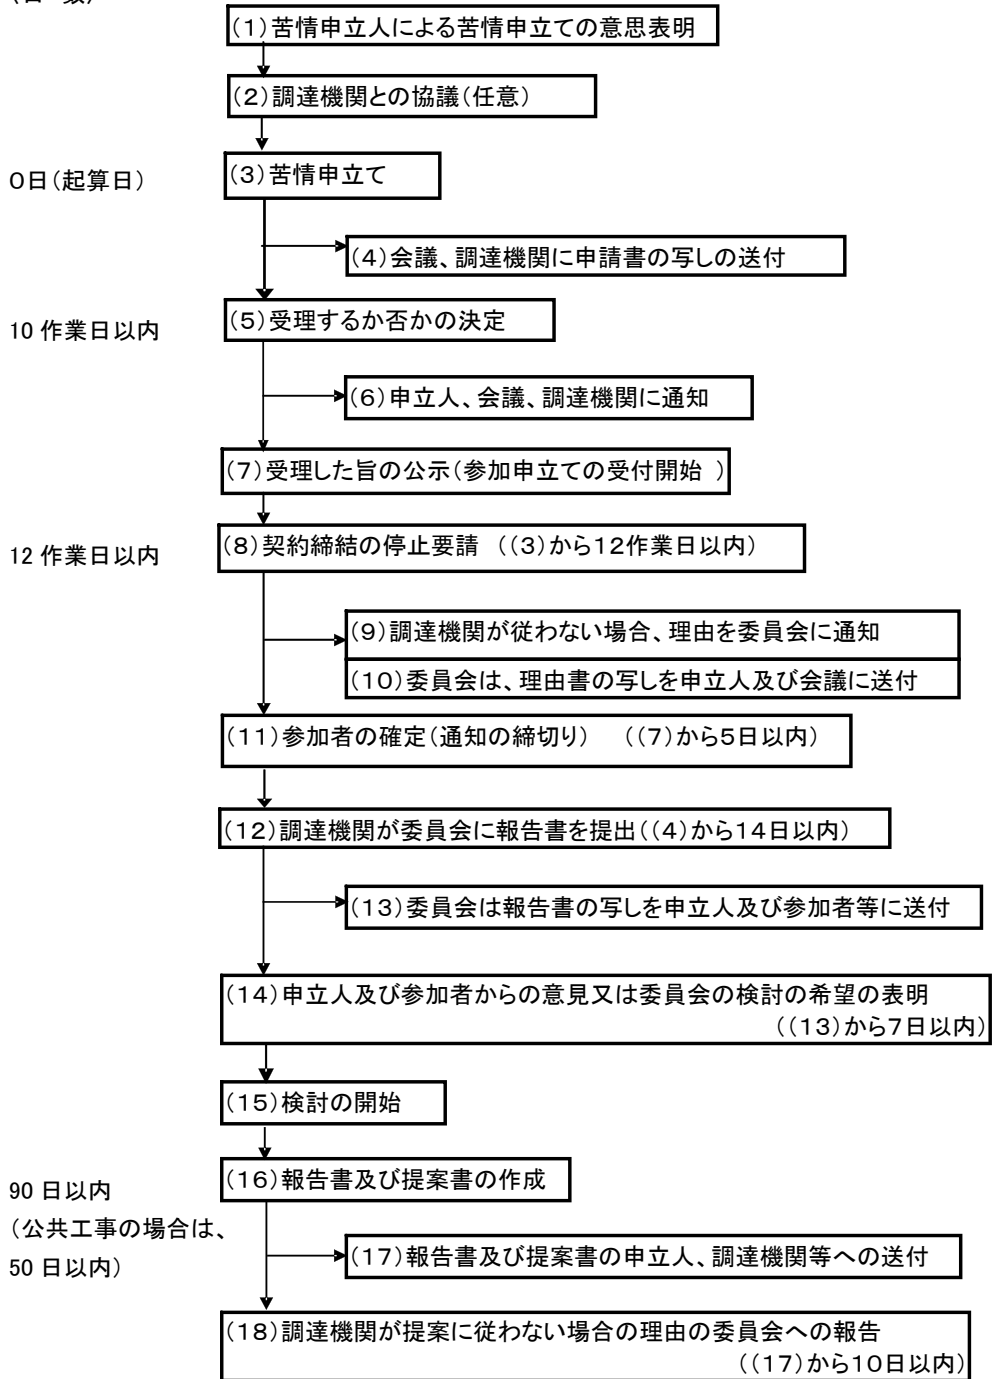 (1)苦情申立人による苦情申立ての意思表明
(2)調達機関との協議(任意)
0日(起算日)
(3)苦情申立て
(4)会議、調達機関に申請書の写しの送付
10 作業日以内
(5)受理するか否かの決定
(6)申立人、会議、調達機関に通知
(7)受理した旨の公示(参加申立ての受付開始 )
12 作業日以内
(8)契約締結の停止要請 ((3)から12作業日以内)
(9)調達機関が従わない場合、理由を委員会に通知
(10)委員会は、理由書の写しを申立人及び会議に送付
(11)参加者の確定(通知の締切り) ((7)から5日以内)
(12)調達機関が委員会に報告書を提出((4)から14日以内)
(13)委員会は報告書の写しを申立人及び参加者等に送付
(14)申立人及び参加者からの意見又は委員会の検討の希望の表明
((13)から7日以内)
(15)検討の開始
(16)報告書及び提案書の作成
90 日以内
(公共工事の場合は、
50 日以内)
(17)報告書及び提案書の申立人、調達機関等への送付
(18)調達機関が提案に従わない場合の理由の委員会への報告
((17)から10日以内)